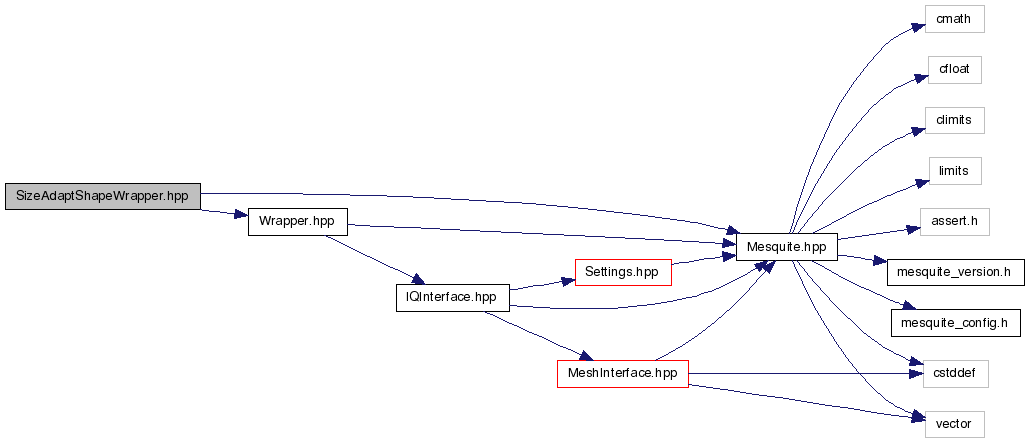 cmath
cfloat
climits
limits
SizeAdaptShapeWrapper.hpp
Wrapper.hpp
assert.h
Mesquite.hpp
Settings.hpp
mesquite_version.h
IQInterface.hpp
mesquite_config.h
MeshInterface.hpp
cstddef
vector